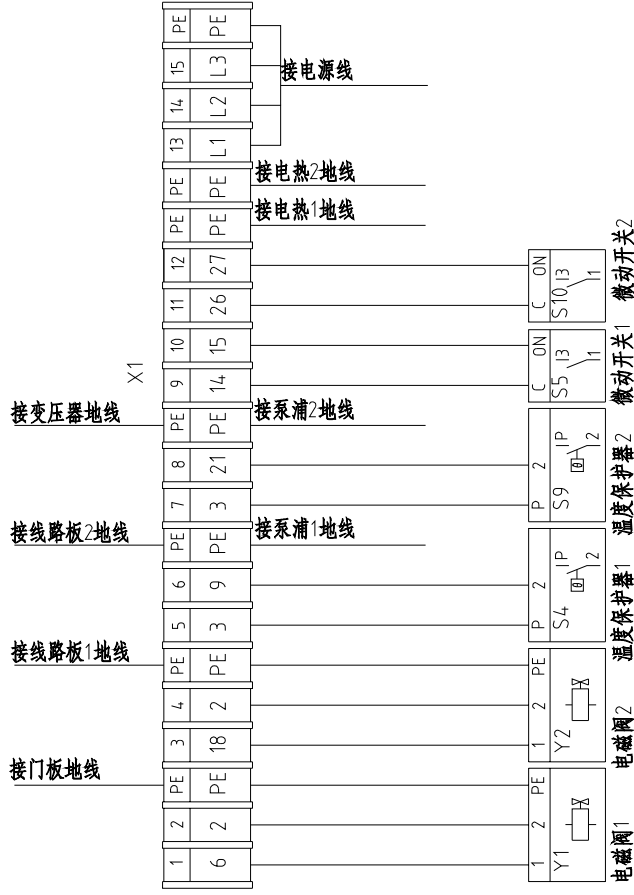 PE PE
15 L3
接电源线
14 L2
13 L1
接电热2地线
PE PE
接电热1地线
PE PE
12 27
ON
11 26
C
S10 13 1
微动开关2
10 15
ON
X1
9 14
C
S5 13 1
微动开关1
接变压器地线
PE PE
接泵浦2地线
8 21
2
7 3
P
S9 1P 2
θ
温度保护器2
接线路板2地线
PE PE
接泵浦1地线
6 9
2
5 3
P
S4 1P 2
θ
温度保护器1
接线路板1地线
PE PE
PE
4 2
2
3 18
1
Y2
电磁阀2
接门板地线
PE PE
PE
2 2
2
1 6
1
Y1
电磁阀1